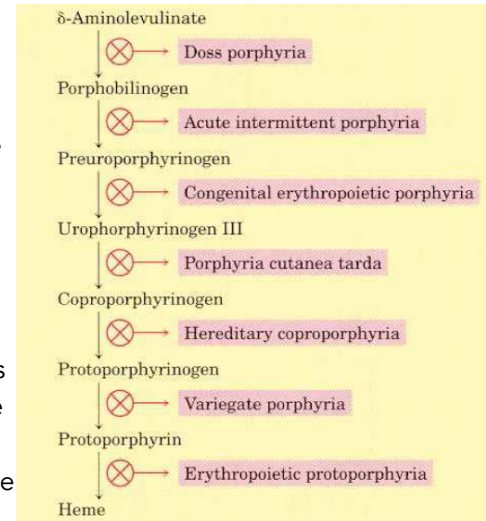 δ-Aminolevulinate
Doss porphyria
Porphobilinogen
Acute intermittent porphyria
Preuroporphyrinogen
Congenital erythropoietic porphyria
Urophorphyrinogen III
Porphyria cutanea tarda
Coproporphyrinogen
Hereditary coproporphyria
Protoporphyrinogen
Variegate porphyria
Protoporphyrin
Erythropoietic protoporphyria
Heme